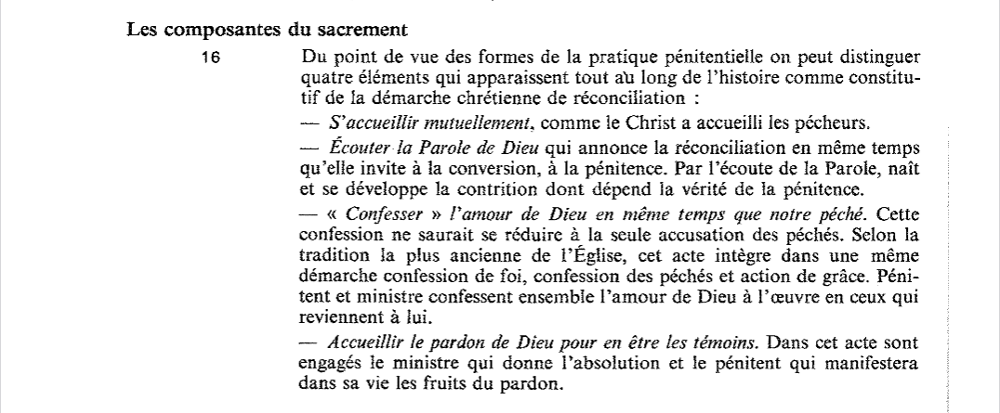 Les composantes du sacrement
16 Du point de vue des formes de la pratique pénitentielle on peut distinguer
quatre éléments qui apparaissent tout au long de l'histoire comme constitu-
tif de la démarche chrétienne de réconciliation :
— S'accueillir mutuellement, comme le Christ a accueilli les pécheurs.
— Écouter la Parole de Dieu qui annonce la réconciliation en même temps
qu'elle invite à la conversion, à la pénitence. Par l'écoute de la Parole, naît
et se développe la contrition dont dépend la vérité de la pénitence.
— « Confesser » l'amour de Dieu en même temps que notre péché. Cette
confession ne saurait se réduire à la seule accusation des péchés. Selon la
tradition la plus ancienne de l'Église, cet acte intègre dans une même
démarche confession de foi, confession des péchés et action de grâce. Péni-
tent et ministre confessent ensemble l'amour de Dieu à l'œuvre en ceux qui
reviennent à lui.
— Accueillir le pardon de Dieu pour en être les témoins. Dans cet acte sont
engagés le ministre qui donne l'absolution et le pénitent qui manifestera
dans sa vie les fruits du pardon.